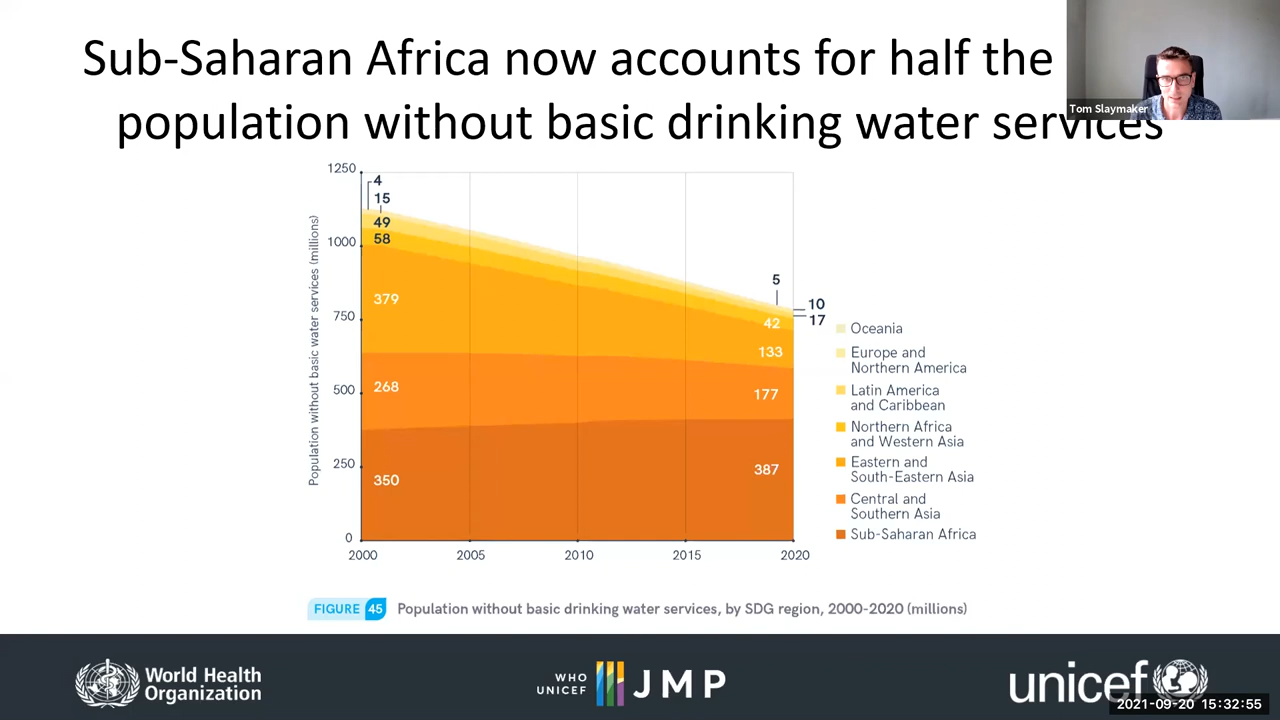 Sub-Saharan Africa now accounts for half the
population without basic drinking water services
Tom Slaymaker
Population without basic water services (millions)
1250
1000
750
500
250
0
4
15
49
58
379
268
350
5
10
17
42
133
177
387
2000
2005
2010
2015
2020
Oceania
Europe and
Northern America
Latin America
and Caribbean
Northern Africa
and Western Asia
Eastern and
South-Eastern Asia
Central and
Southern Asia
Sub-Saharan Africa
FIGURE 45 Population without basic drinking water services, by SDG region, 2000-2020 (millions)
World Health
Organization
WHO
UNICEF
JMP
unicef
2021-09-20 15:32:55